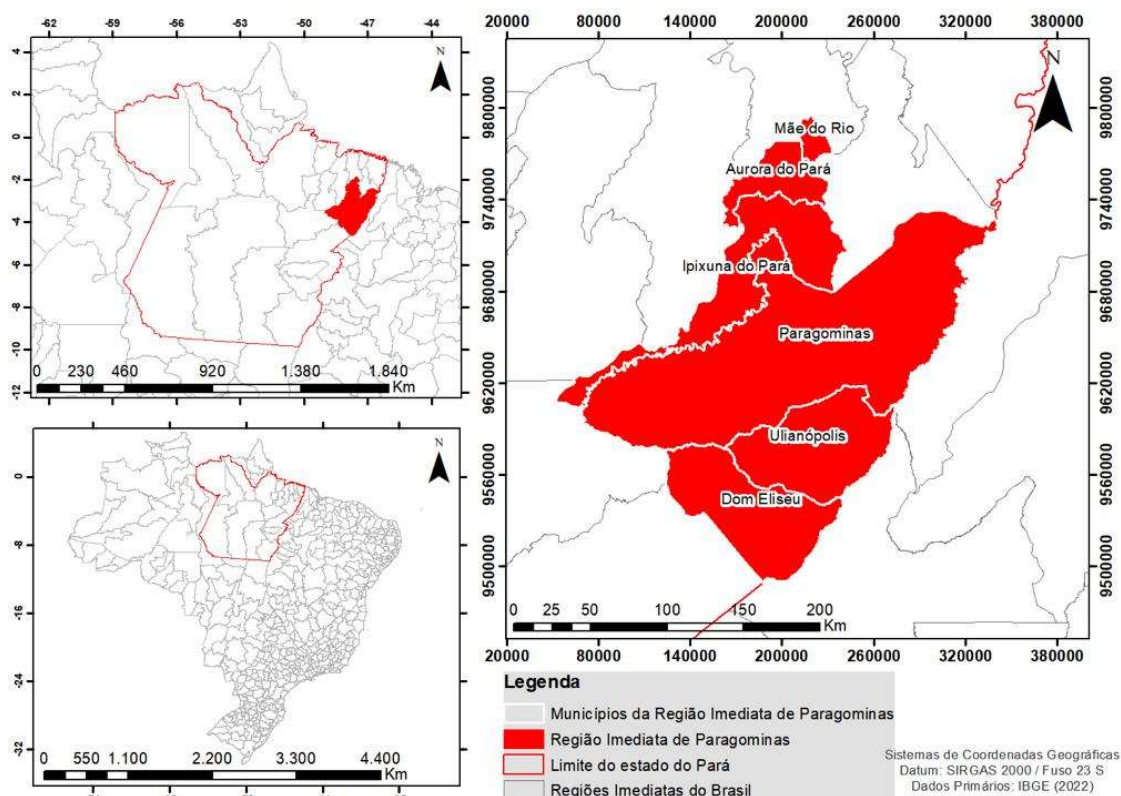 -62 -59 -56 -53 -50 -47 -44
4
2
0
-2
-4
-6
-8
-10
-12
N
0 230 460 920 1.380 1.840
Km
0
-8
-16
-24
-32
N
0 550 1.100 2.200 3.300 4.400
Km
20000 80000 140000 200000 260000 320000 380000
9800000
9740000
9680000
9620000
9560000
9500000
N
Mãe do Rio
Aurora do Pará
Ipixuna do Pará
Paragominas
Ulianópolis
Dom Eliseu
0 25 50 100 150 200
Km
9800000
9740000
9680000
9620000
9560000
9500000
20000 80000 140000 200000 260000 320000 380000
Legenda
Municípios da Região Imediata de Paragominas
Região Imediata de Paragominas
Limite do estado do Pará
Regiões Imediatas do Brasil
Sistemas de Coordenadas Geográficas
Datum: SIRGAS 2000 / Fuso 23 S
Dados Primários: IBGE (2022)